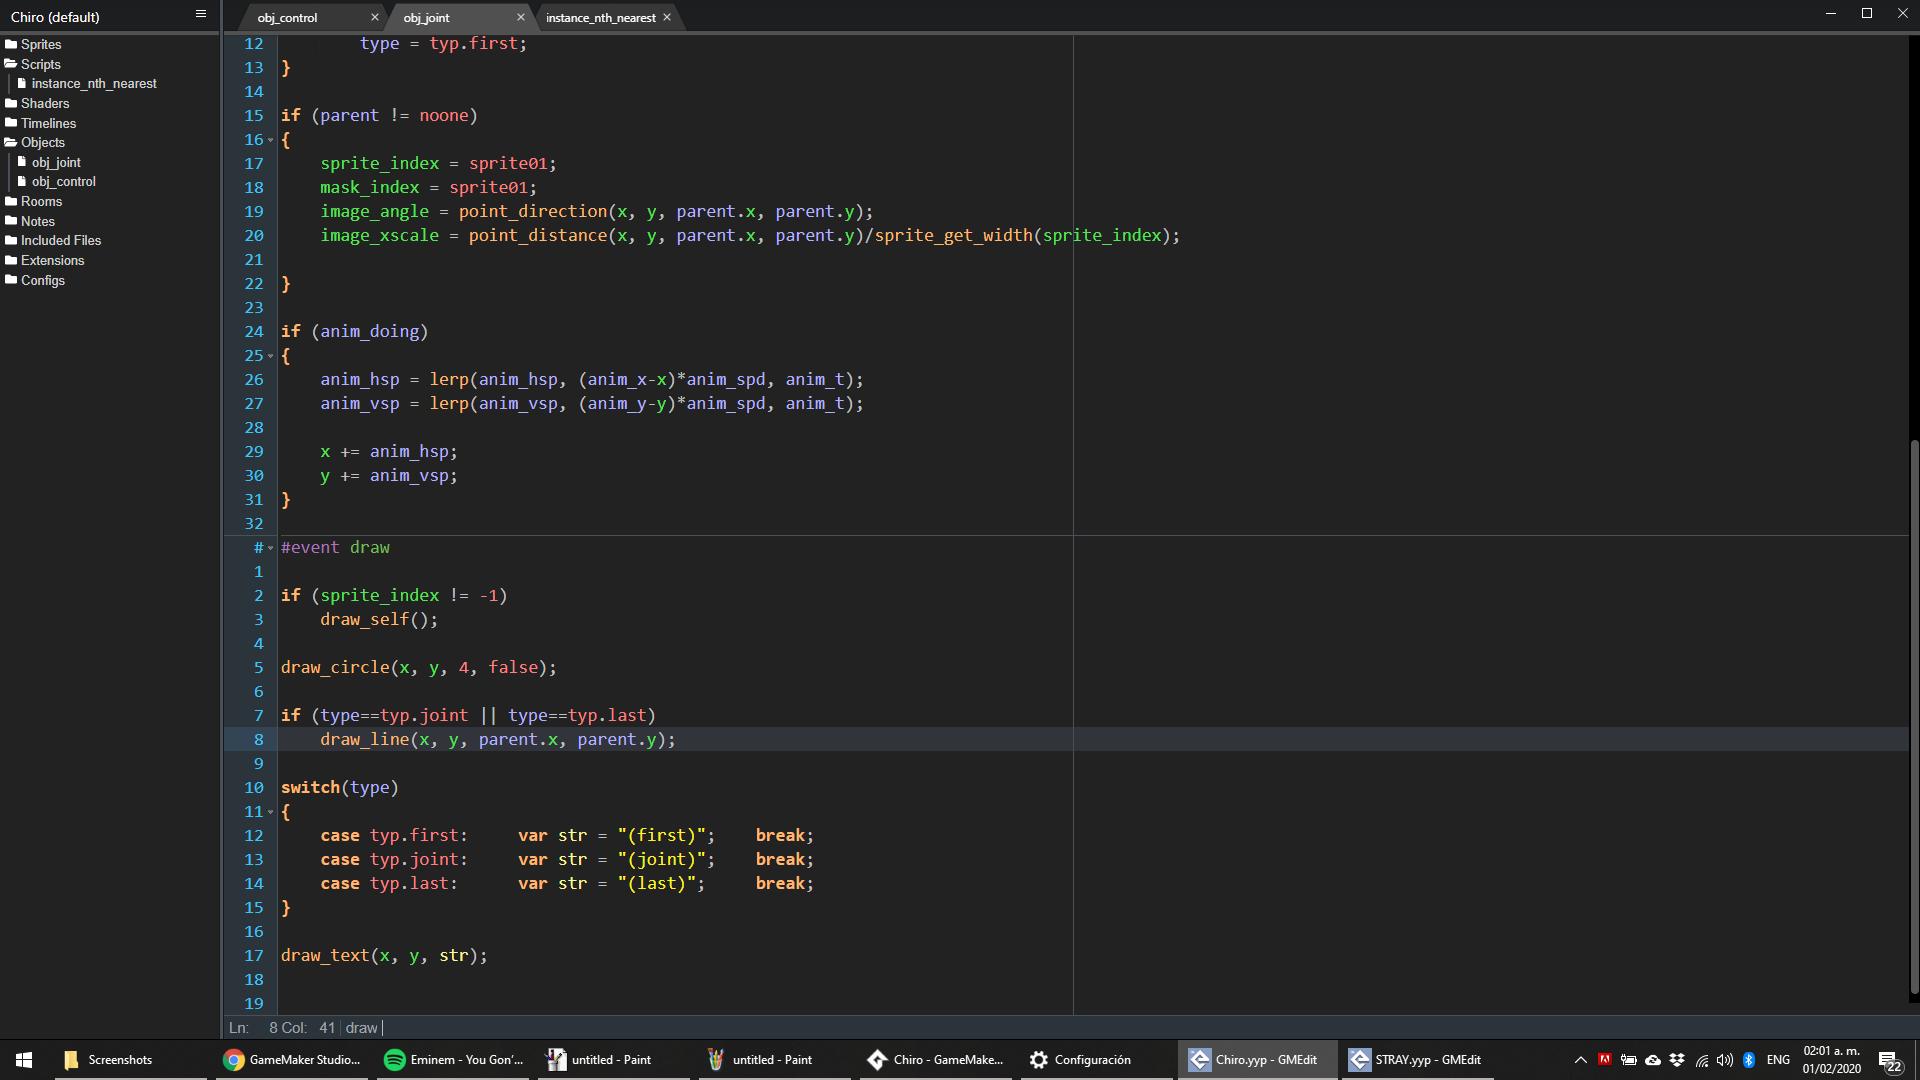 Chiro (default)
obj_control
obj_joint
instance_nth_nearest
Sprites
Scripts
instance_nth_nearest
Shaders
Timelines
Objects
obj_joint
obj_control
Rooms
Notes
Included Files
Extensions
Configs
12 type = typ.first;
13 }
14
15 if (parent != noone)
16 {
17 sprite_index = sprite01;
18 mask_index = sprite01;
19 image_angle = point_direction(x, y, parent.x, parent.y);
20 image_xscale = point_distance(x, y, parent.x, parent.y)/sprite_get_width(sprite_index);
21
22 }
23
24 if (anim_doing)
25 {
26 anim_hsp = lerp(anim_hsp, (anim_x-x)*anim_spd, anim_t);
27 anim_vsp = lerp(anim_vsp, (anim_y-y)*anim_spd, anim_t);
28
29 x += anim_hsp;
30 y += anim_vsp;
31 }
32
# #event draw
1
2 if (sprite_index != -1)
3 draw_self();
4
5 draw_circle(x, y, 4, false);
6
7 if (type==typ.joint || type==typ.last)
8 draw_line(x, y, parent.x, parent.y);
9
10 switch(type)
11 {
12 case typ.first: var str = "(first)"; break;
13 case typ.joint: var str = "(joint)"; break;
14 case typ.last: var str = "(last)"; break;
15 }
16
17 draw_text(x, y, str);
18
19
Ln: 8 Col: 41 draw
Screenshots
GameMaker Studio...
Eminem - You Gon'...
untitled - Paint
untitled - Paint
Chiro - GameMake...
Configuración
Chiro.yyp - GMEdit
STRAY.yyp - GMEdit
ENG
02:01 a. m.
01/02/2020
22